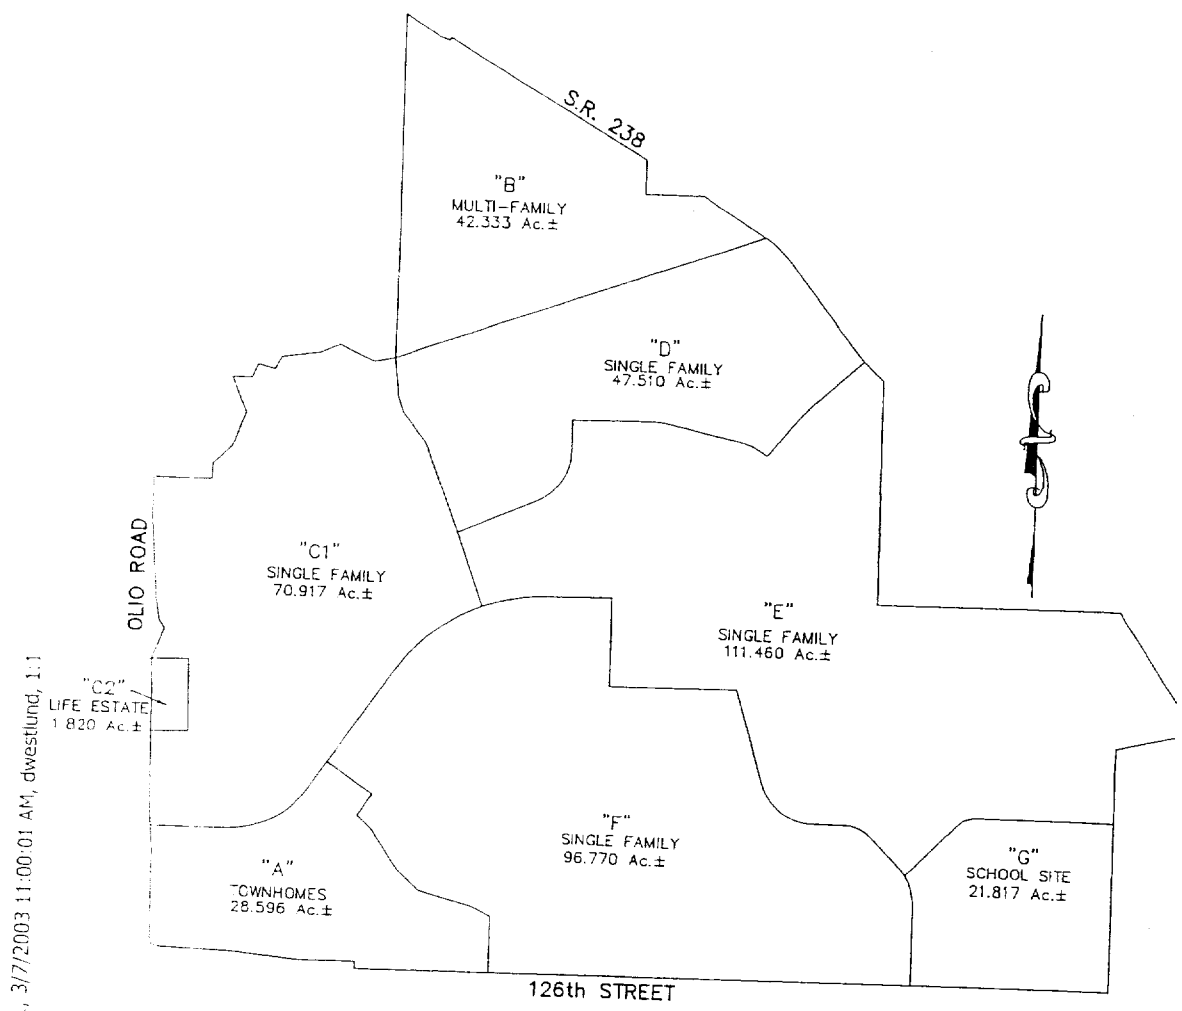 S.R. 238
"B"
MULTI-FAMILY
42.333 Ac.±
"D"
SINGLE FAMILY
47.510 Ac.±
"C1"
SINGLE FAMILY
70.917 Ac.±
OLIO ROAD
"E"
SINGLE FAMILY
111.460 Ac.±
"C2"
LIFE ESTATE
1.820 Ac.±
"F"
SINGLE FAMILY
96.770 Ac.±
"A"
TOWNHOMES
28.596 Ac.±
"G"
SCHOOL SITE
21.817 Ac.±
126th STREET
, 3/7/2003 11:00:01 AM, dwestlund, 1:1